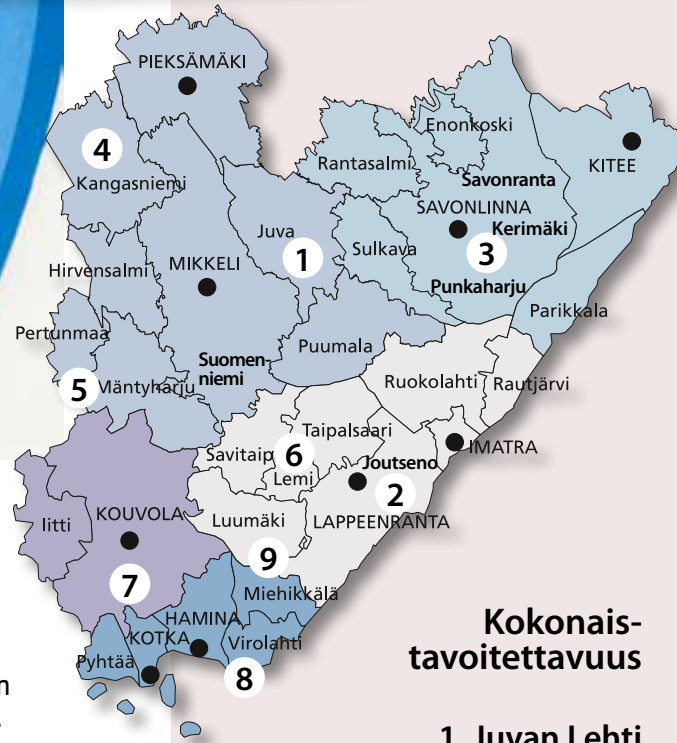 PIEKSÄMÄKI
4
Enonkoski
Rantasalmi
KITEE
Kangasniemi
Savonranta
SAVONLINNA
Juva
Kerimäki
1
Sulkava
3
Hirvensalmi
MIKKELI
Punkaharju
Parikkala
Pertunmaa
Puumala
Suomen-
niemi
5
Mäntyharju
Ruokolahti
Rautjärvi
Taipalsaari
Savitaip
6
IMATRA
Joutseno
Lemi
2
Iitti
KOUVOLA
Luumäki
LAPPEENRANTA
9
7
Miehikkälä
HAMINA
KOTKA
Virolahti
Pyhtää
8
Kokonais-
tavoitettavuus
1. Juvan Lehti